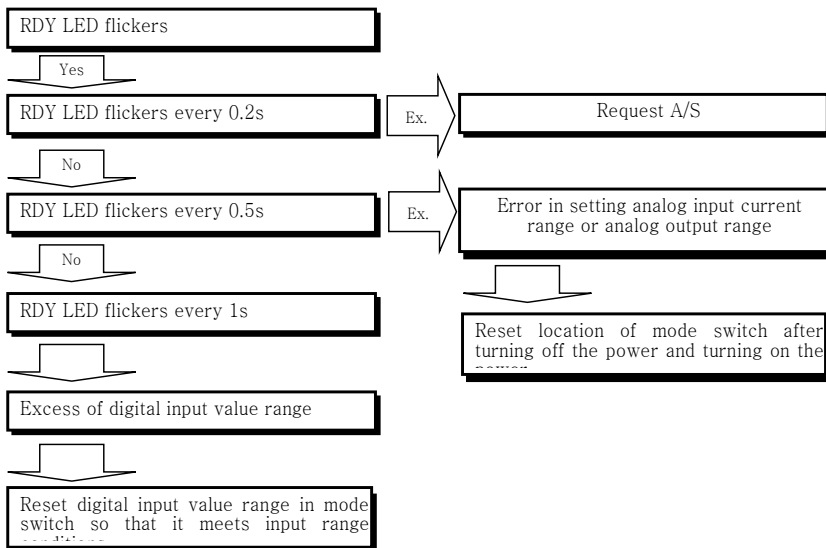 RDY LED flickers
Yes
RDY LED flickers every 0.2s
Ex.
Request A/S
No
RDY LED flickers every 0.5s
Ex.
Error in setting analog input current
range or analog output range
No
RDY LED flickers every 1s
Reset location of mode switch after
turning off the power and turning on the
power
Excess of digital input value range
Reset digital input value range in mode
switch so that it meets input range
conditions